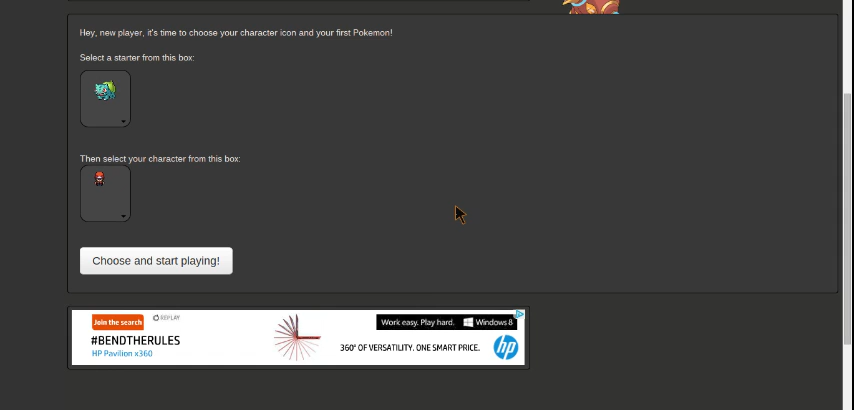 Hey, new player, it's time to choose your character icon and your first Pokemon!
Select a starter from this box:
Then select your character from this box:
Choose and start playing!
Join the search
REPLAY
Work easy. Play hard.
Windows 8
#BENDTHERULES
HP Pavilion x360
360° OF VERSATILITY. ONE SMART PRICE.
hp